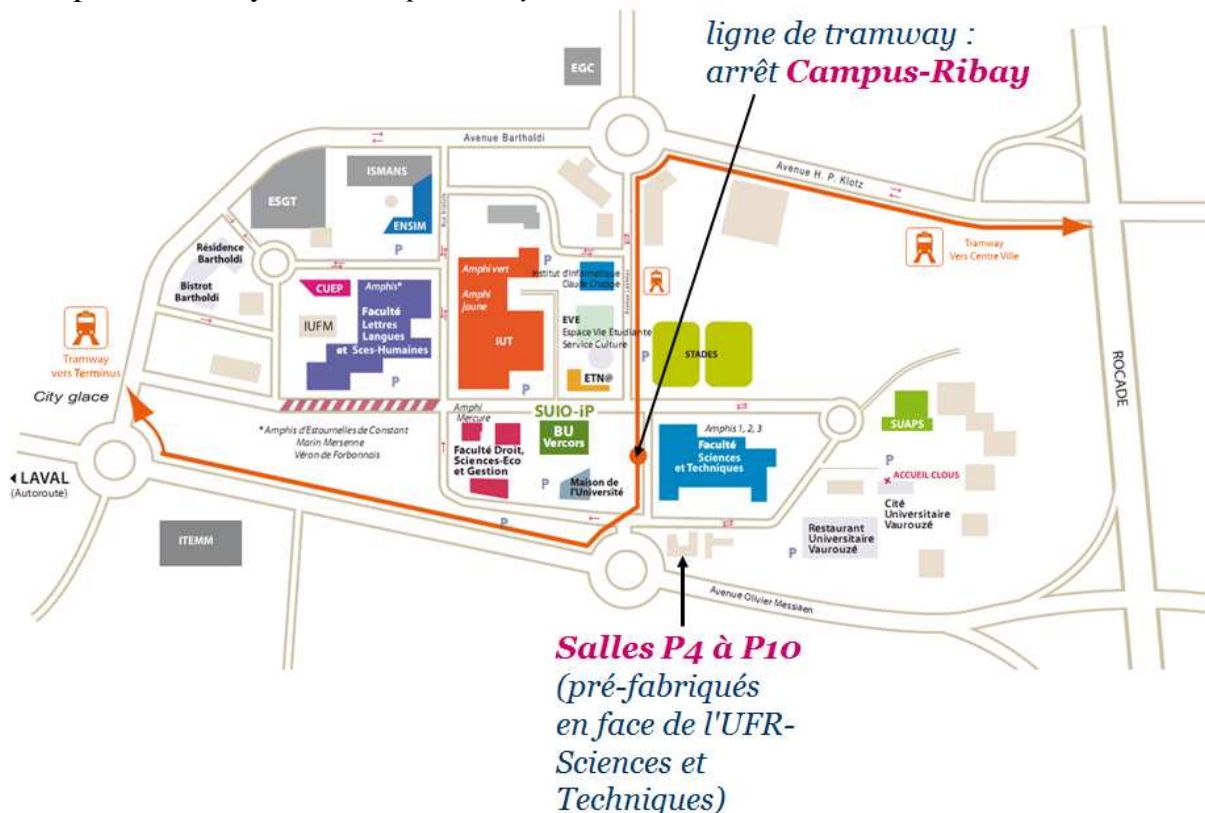 ligne de tramway :
arrêt Campus-Ribay
EGC
Avenue Bartholdi
ISMANS
Avenue H. P. Klotz
ESGT
ENSIM
Résidence
Bartholdi
P
Tramway
Vers Centre Ville
Amphi vert
P
Institut d'Informatique
Claude Chappe
Bistrot
Bartholdi
CUEP
Amphis*
Faculté
Lettres
Langues
et Sces-Humaines
Amphi
jaune
IUFM
EVE
Espace Vie Etudiante
Service Culture
IUT
P
STADES
ROCADE
Tramway
vers Terminus
City glace
P
P
ETN@
Amphi
Mercure
SUIO-iP
BU
Vercors
SUAPS
* Amphis d'Estournelles de Constant
Marin Mersenne
Véron de Forbonnais
Amphis 1, 2, 3
Faculté
Sciences
et Techniques
Faculté Droit,
Sciences-Eco
et Gestion
P
ACCUEIL CLOUS
LAVAL
(Autoroute)
P
Maison de
l'Université
Cité
Universitaire
Vaurouzé
P
Restaurant
Universitaire
Vaurouzé
P
ITEMM
Avenue Olivier Messiaen
Salles P4 à P10
(pré-fabriqués
en face de l'UFR-
Sciences et
Techniques)